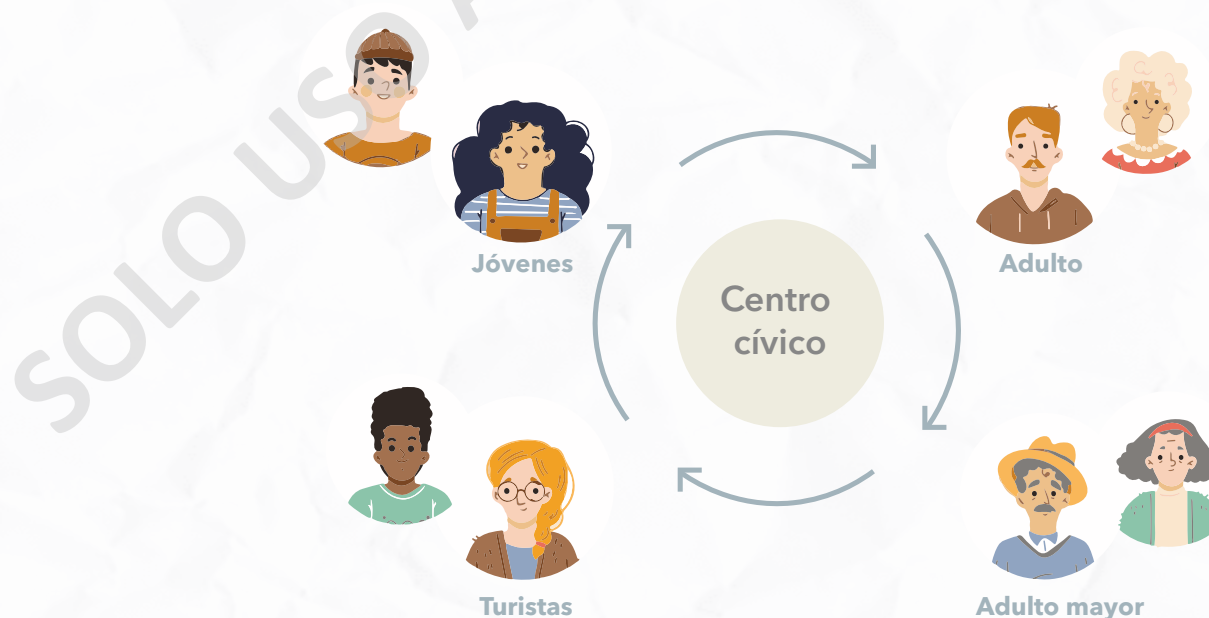 SOLO USO
Jóvenes
Adulto
Centro
cívico
Turistas
Adulto mayor